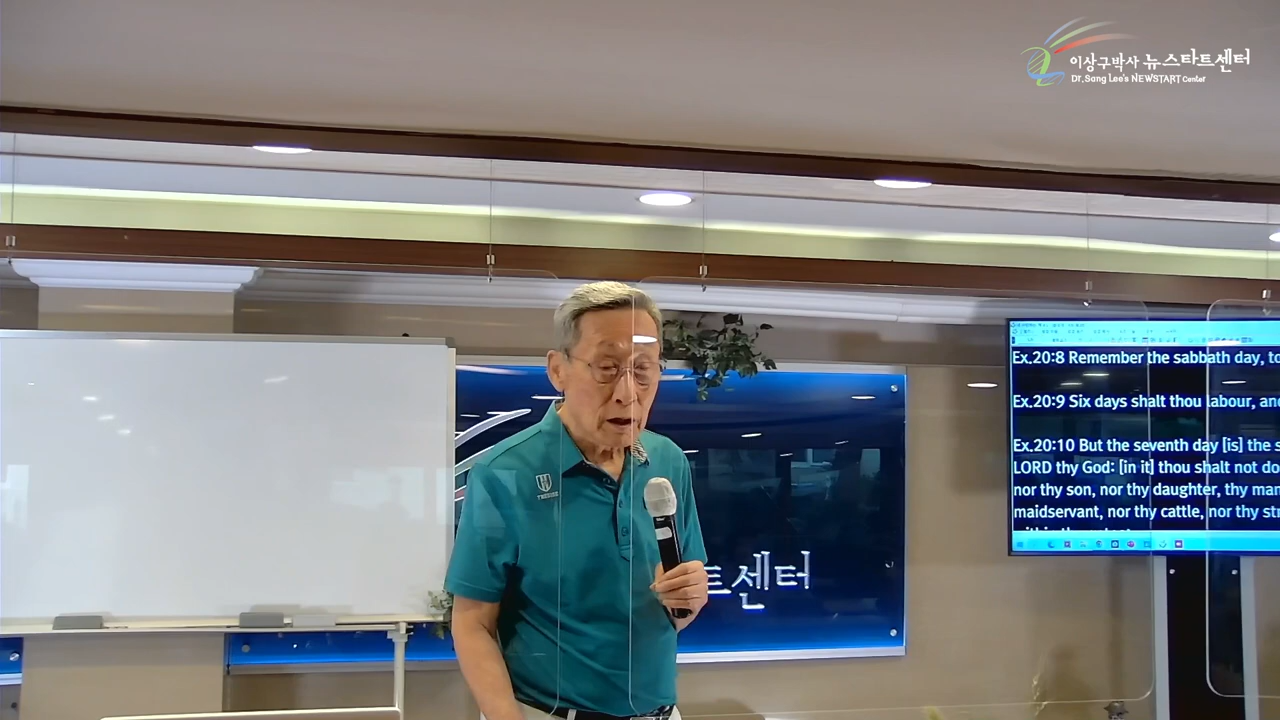 이상구박사 뉴스타트센터
Dr.Sang Lee's NEWSTART Center
Ex.20:8 Remember the sabbath day, to
Ex.20:9 Six days shalt thou labour, and
Ex.20:10 But the seventh day [is] the s
LORD thy God: [in it] thou shalt not do
nor thy son, nor thy daughter, thy man
maidservant, nor thy cattle, nor thy str
트센터